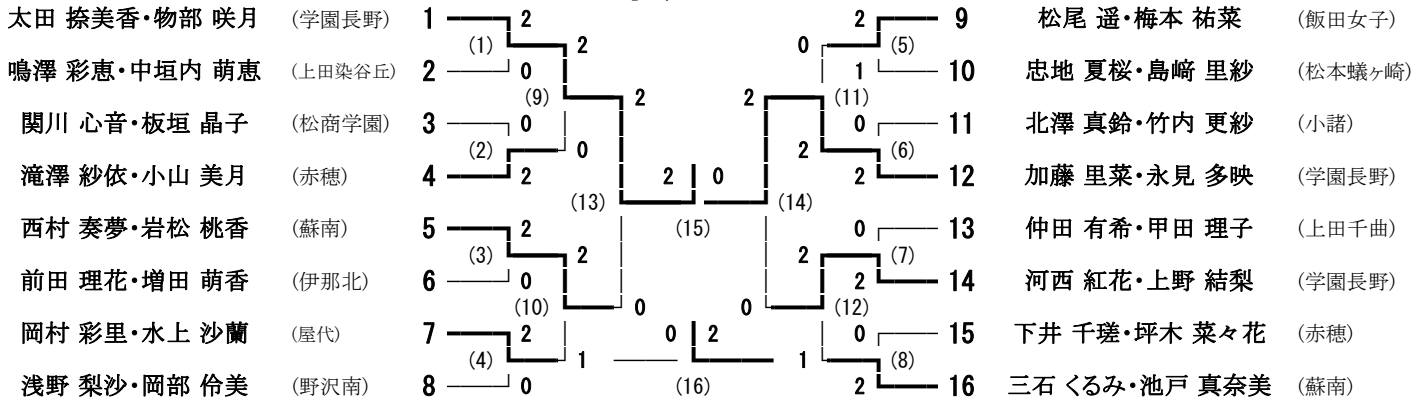 太田 捺美香・物部 咲月 (学園長野) 1 2 2 9 松尾 遥・梅本 祐菜 (飯田女子)
(1) 2 0 (5)
鳴澤 彩恵・中垣内 萌恵 (上田染谷丘) 2 0 1 10 忠地 夏桜・島﨑 里紗 (松本蟻ヶ崎)
(9) 2 2 (11)
関川 心音・板垣 晶子 (松商学園) 3 0 0 11 北澤 真鈴・竹内 更紗 (小諸)
(2) 0 2 (6)
滝澤 紗依・小山 美月 (赤穂) 4 2 2 0 2 12 加藤 里菜・永見 多映 (学園長野)
(13) (14)
西村 奏夢・岩松 桃香 (蘇南) 5 2 (15) 0 13 仲田 有希・甲田 理子 (上田千曲)
(3) 2 2 (7)
前田 理花・増田 萌香 (伊那北) 6 0 2 14 河西 紅花・上野 結梨 (学園長野)
(10) 0 0 (12)
岡村 彩里・水上 沙蘭 (屋代) 7 2 0 2 0 15 下井 千瑳・坪木 菜々花 (赤穂)
(4) 1 1 (8)
浅野 梨沙・岡部 伶美 (野沢南) 8 0 (16) 2 16 三石 くるみ・池戸 真奈美 (蘇南)